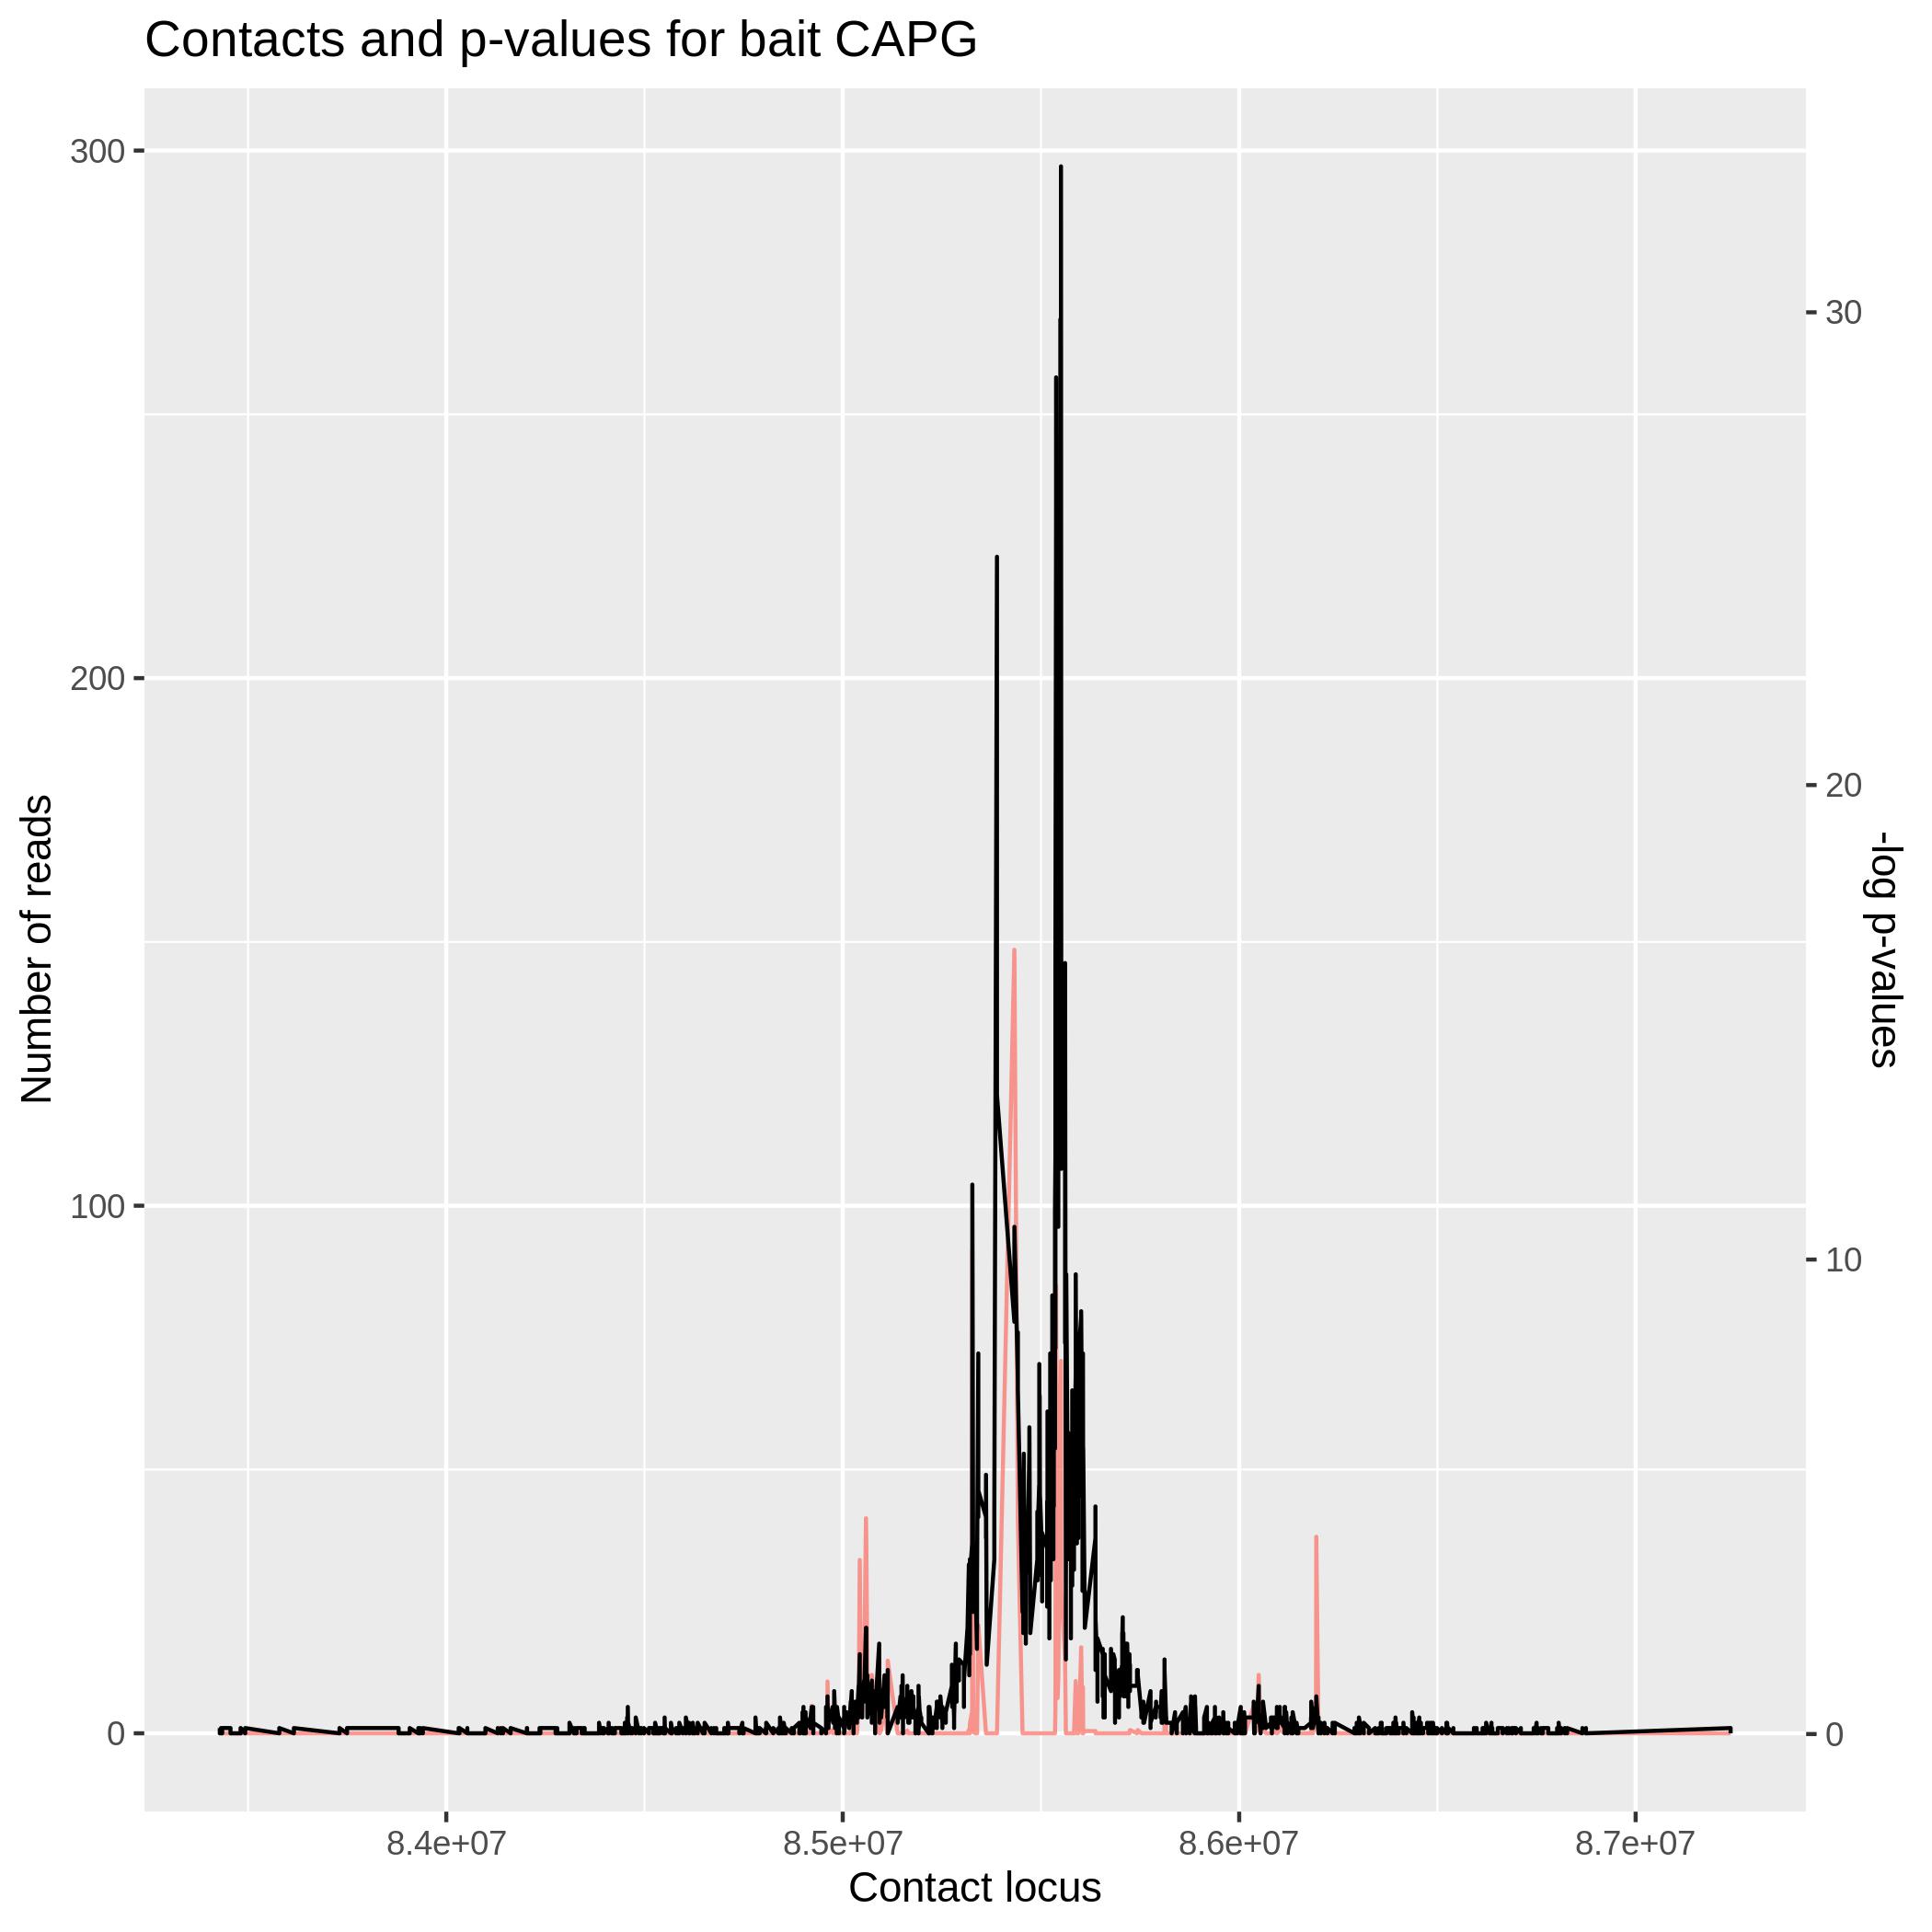 Contacts and p-values for bait CAPG
300
200
100
0
Number of reads
30
20
10
0
-log p-values
8.4e+07 8.5e+07 8.6e+07 8.7e+07
Contact locus